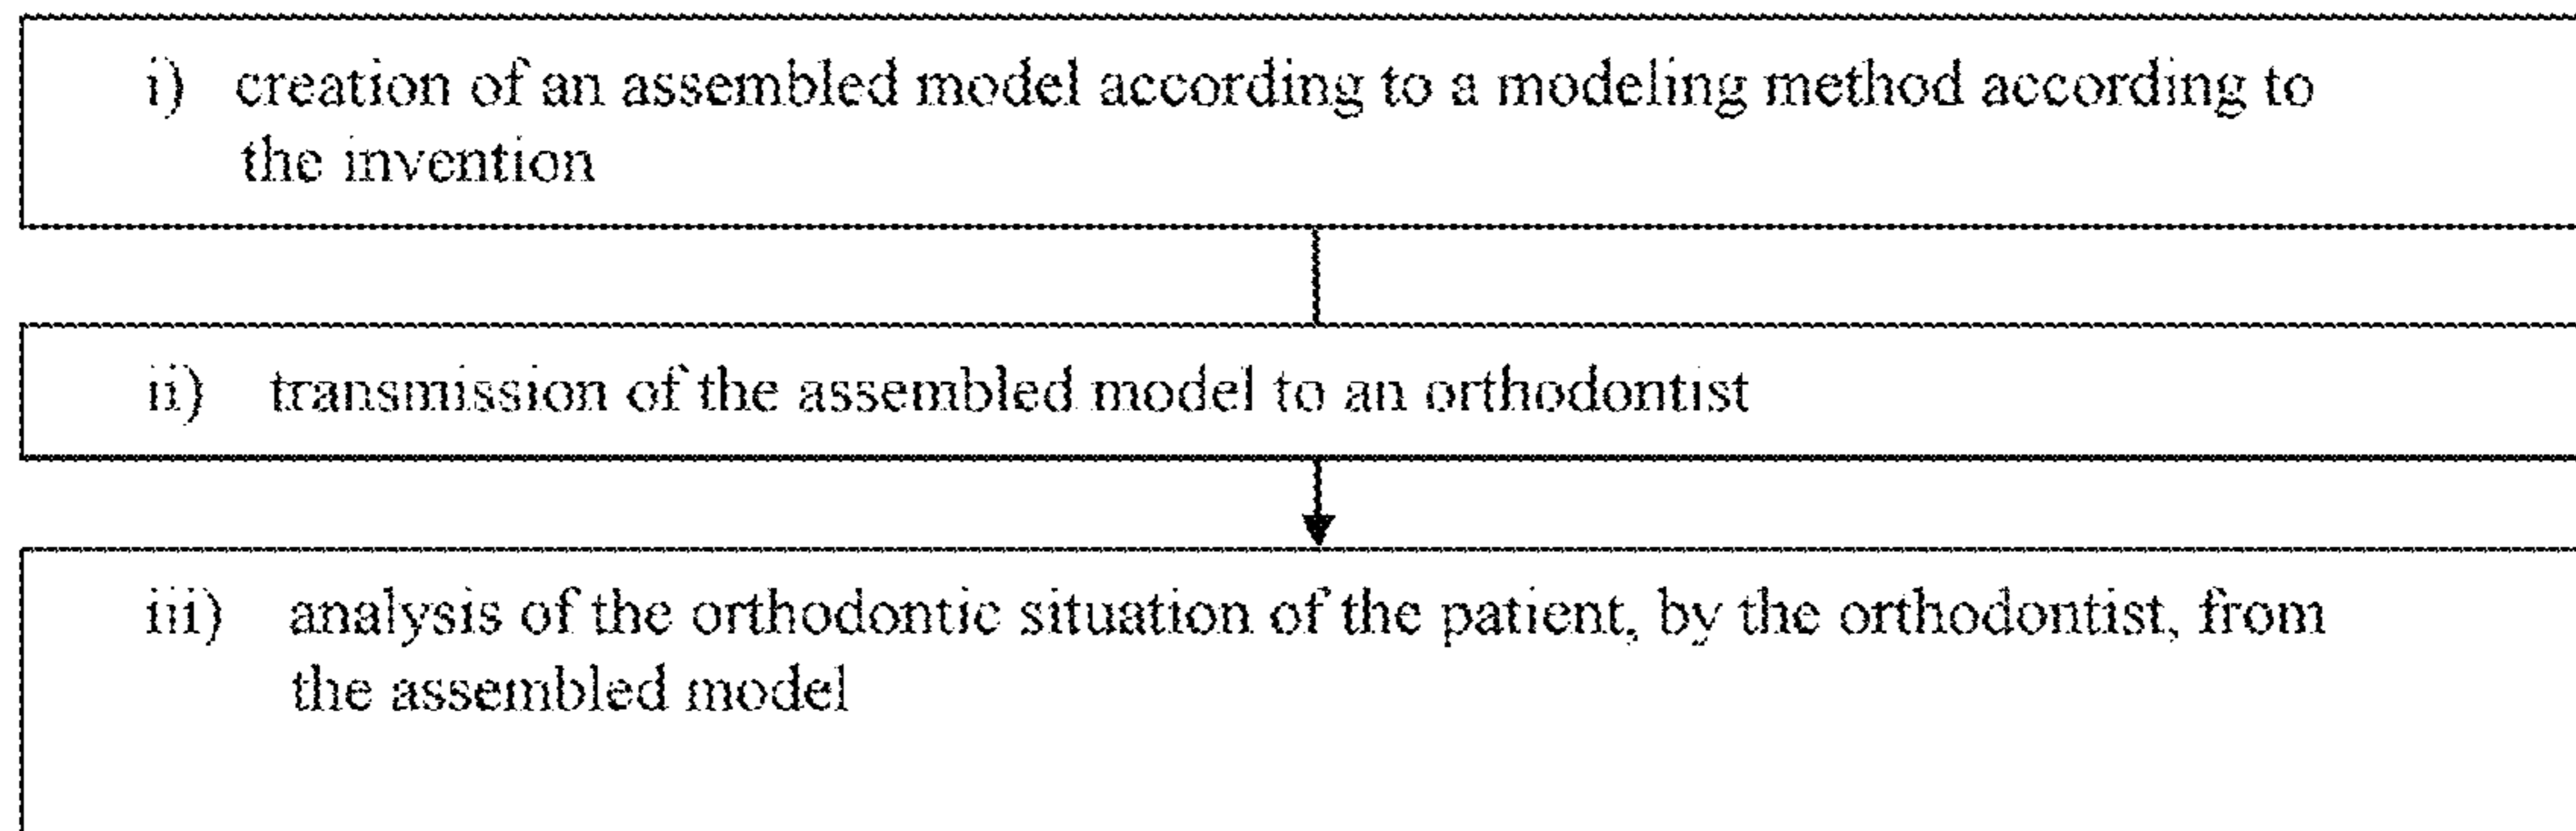 i) creation of an assembled model according to a modeling method according to
the invention
ii) transmission of the assembled model to an orthodontist
iii) analysis of the orthodontic situation of the patient, by the orthodontist, from
the assembled model